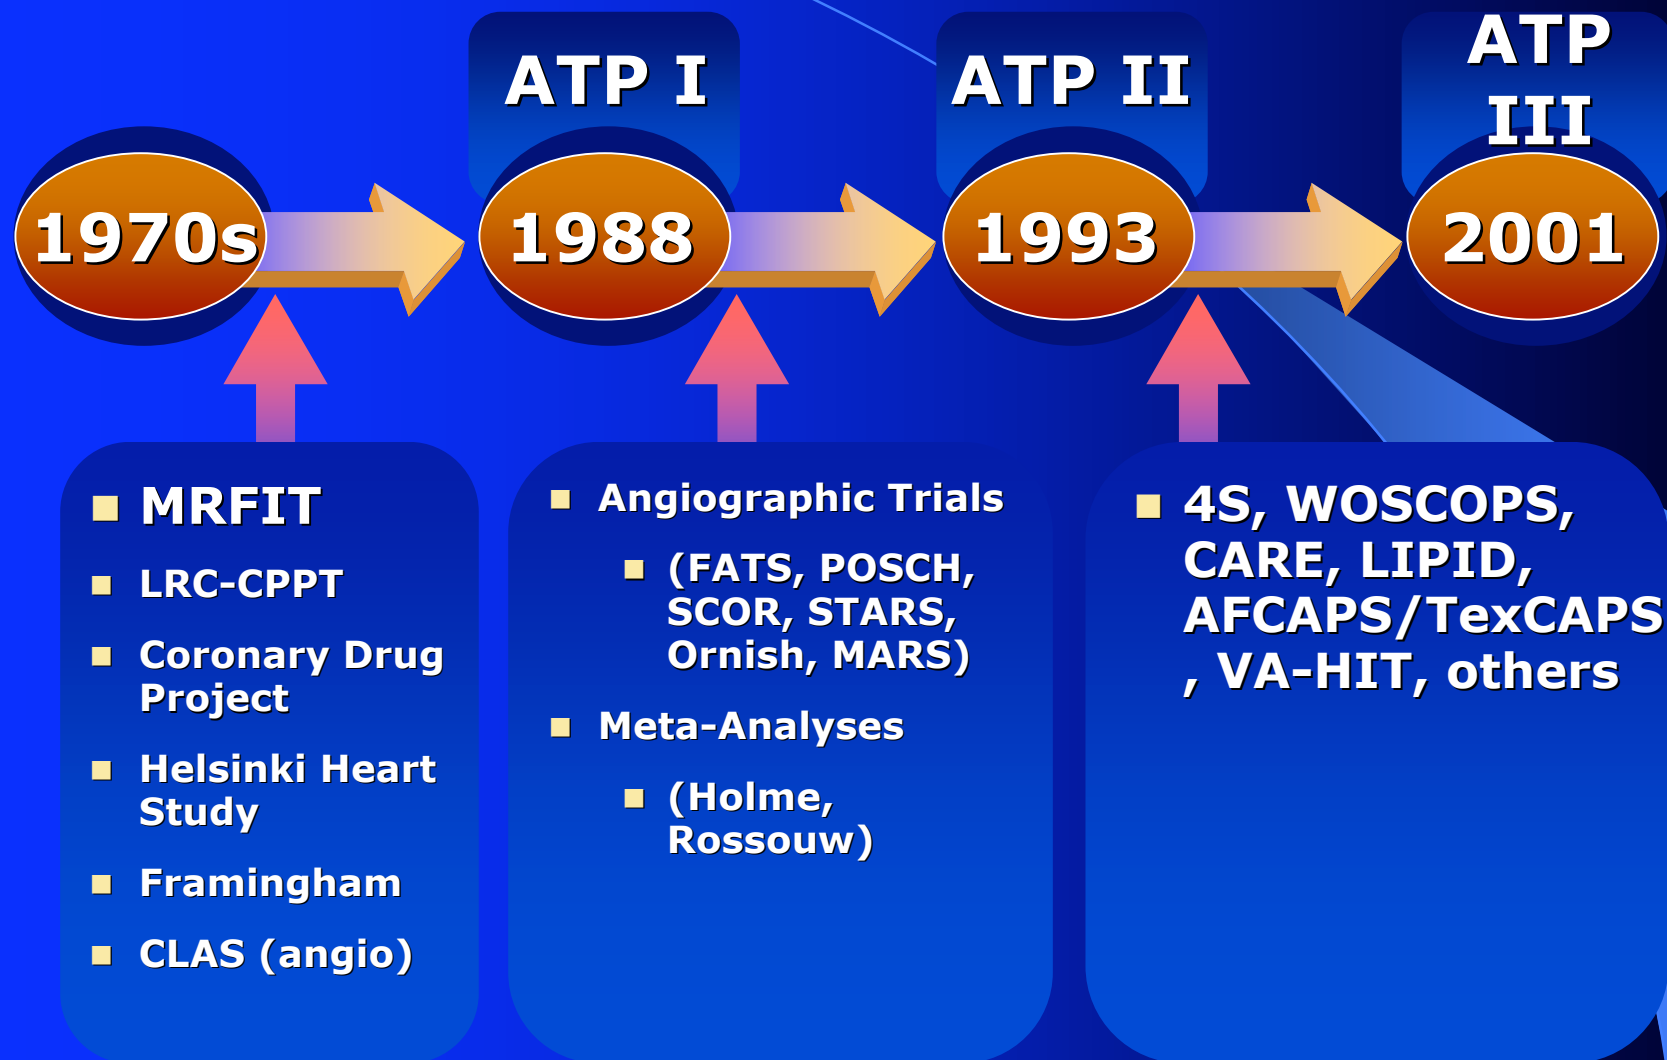 ATP I
ATP II
ATP
III
1970s
1988
1993
2001
MRFIT
LRC-CPPT
Coronary Drug
Project
Helsinki Heart
Study
Framingham
CLAS (angio)
Angiographic Trials
(FATS, POSCH,
SCOR, STARS,
Ornish, MARS)
Meta-Analyses
(Holme,
Rossouw)
4S, WOSCOPS,
CARE, LIPID,
AFCAPS/TexCAPS
, VA-HIT, others